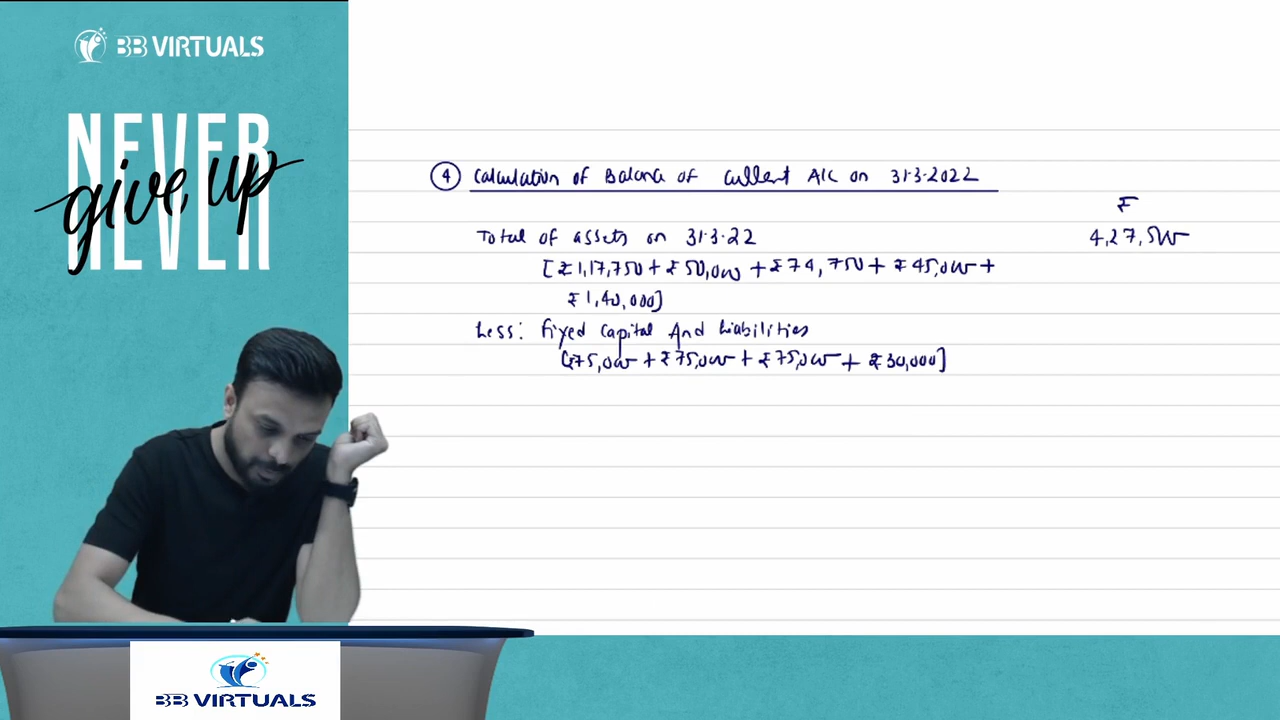 BB VIRTUALS
NEVER
give up
NEVER
4 Calculation of Balance of Current A/c on 31.3.2022
₹
Total of assets on 31.3.22 4,27,500
[₹1,17,750 + ₹50,000 + ₹74,750 + ₹45,000 +
₹1,40,000]
Less: Fixed Capital And Liabilities
[₹75,000 + ₹75,000 + ₹75,000 + ₹30,000]
BB VIRTUALS